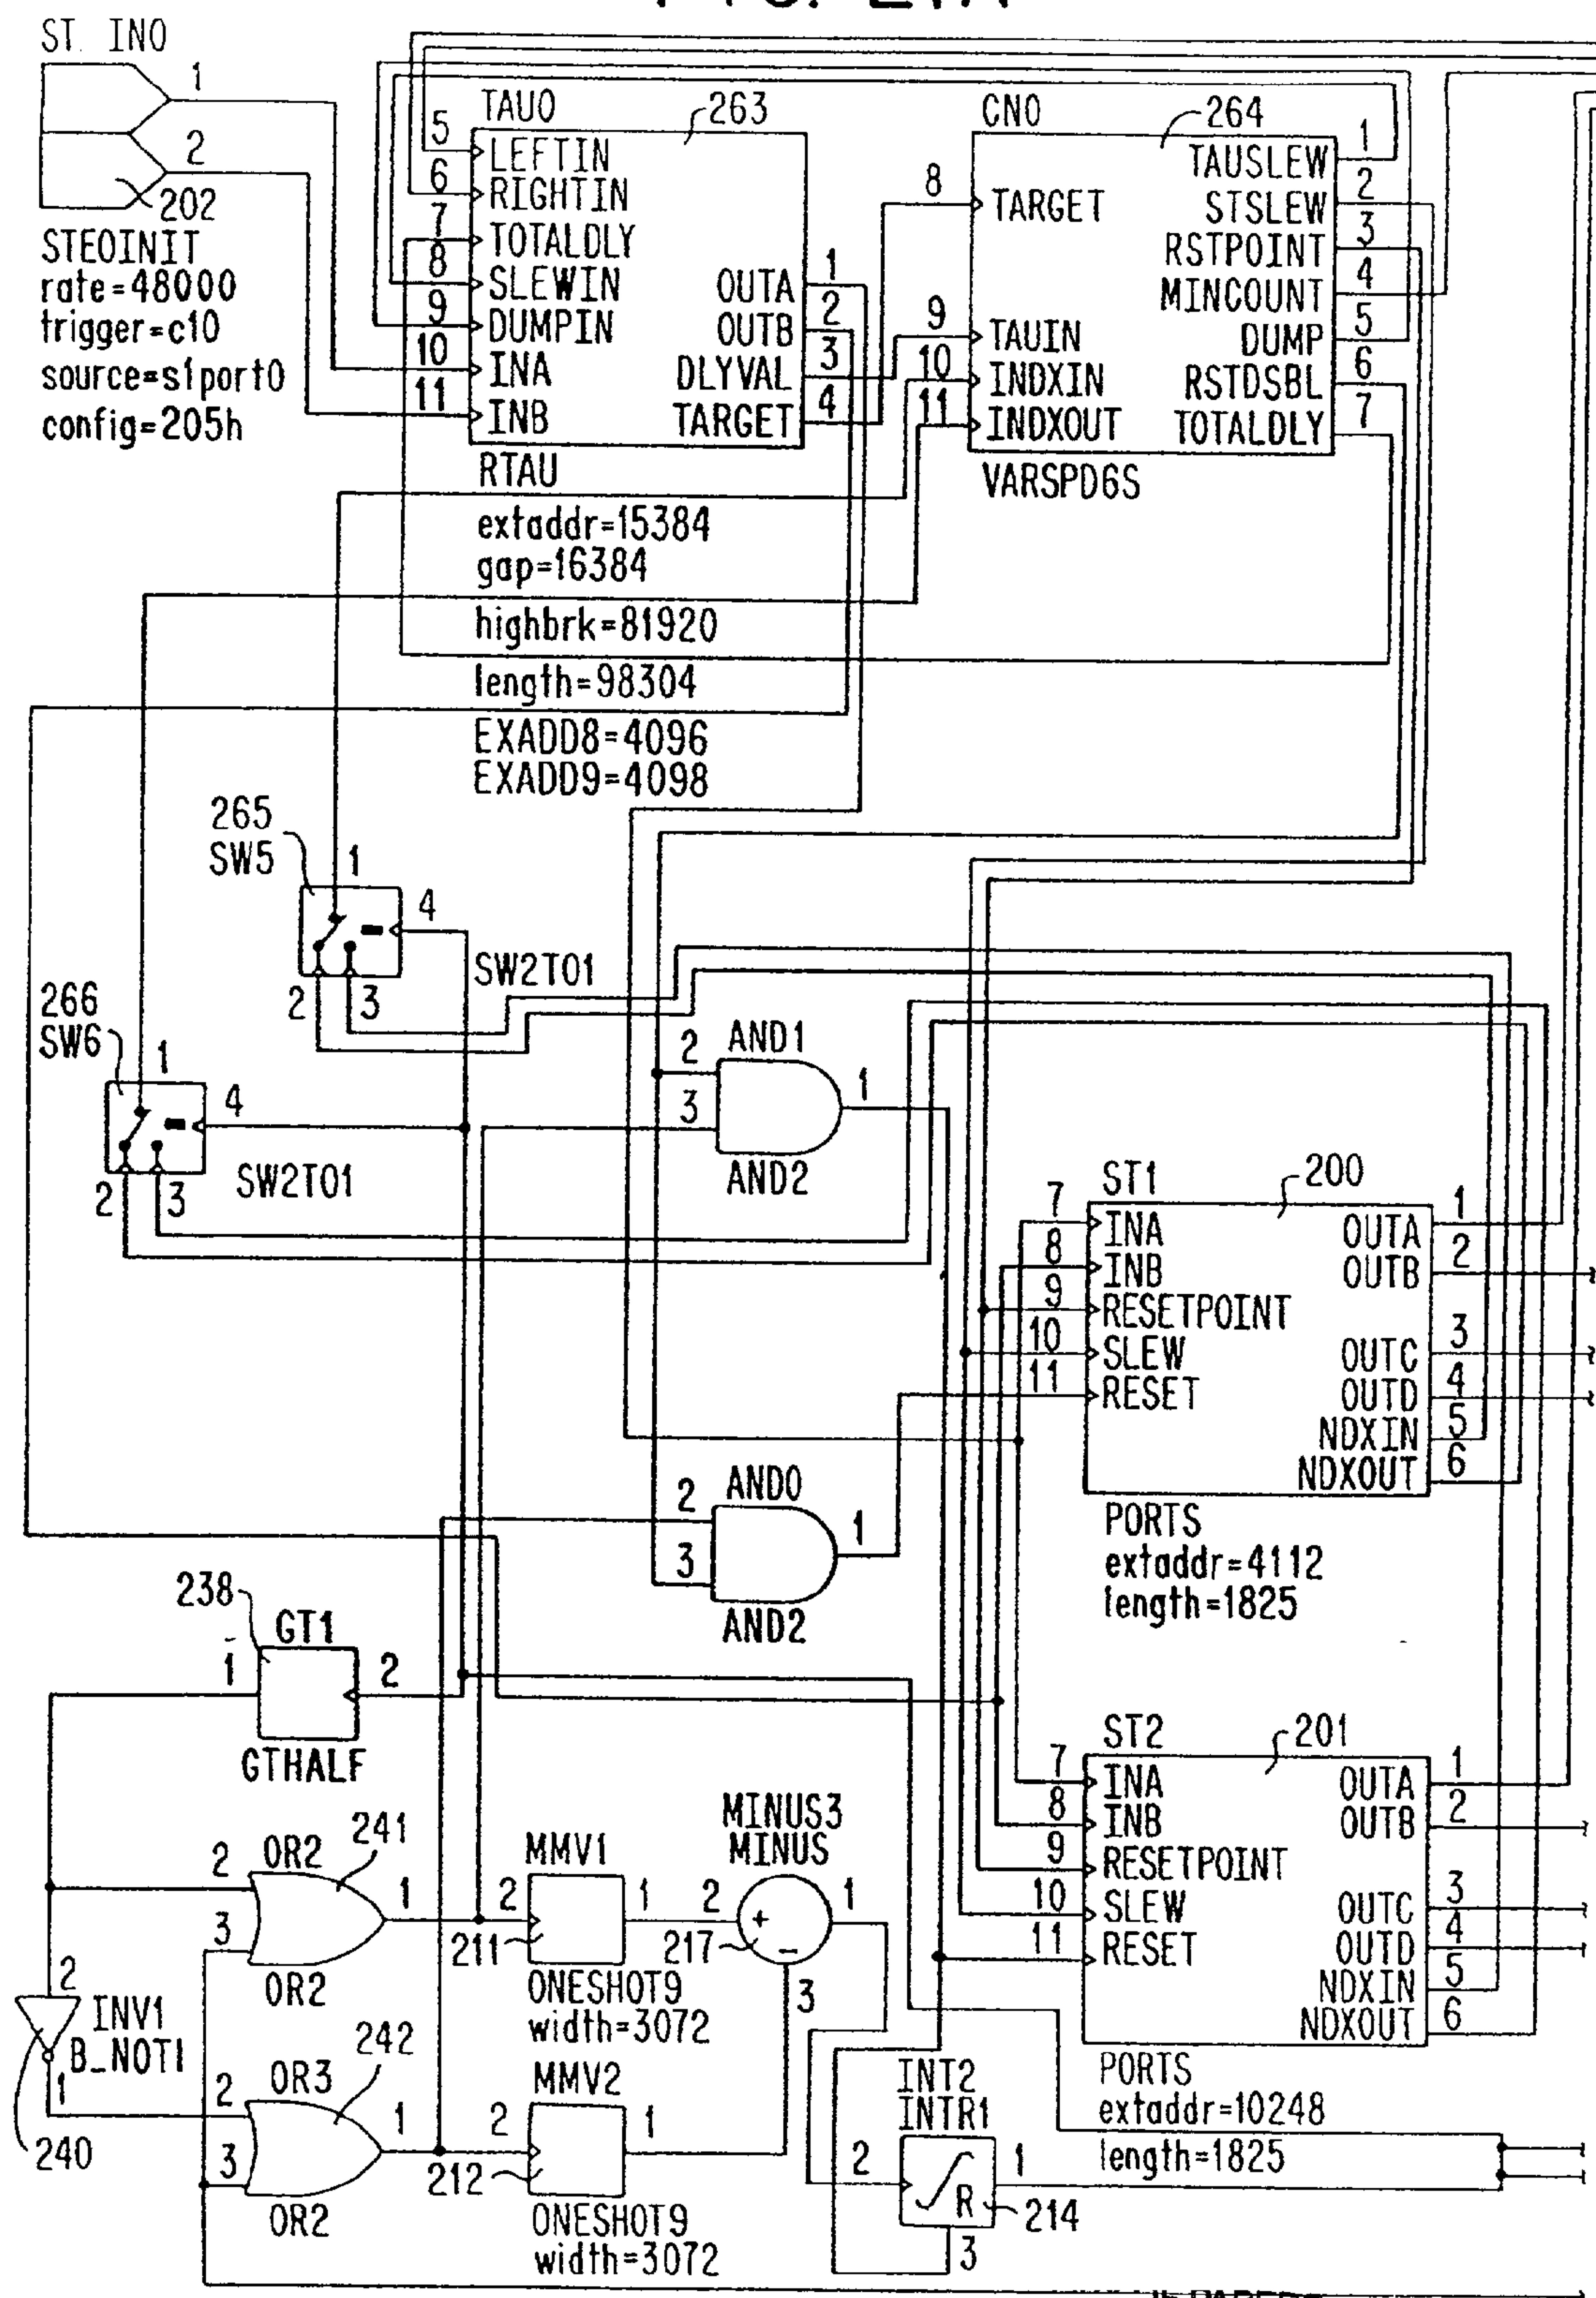 FIG. 21A
ST INO
1
2
202
STEOINIT
rate=48000
trigger=c10
source=s1port0
config=205h
TAU0
263
5 LEFTIN
6 RIGHTIN
7 TOTALDLY
8 SLEWIN
9 DUMPIN
10 INA
11 INB
OUTA 1
OUTB 2
DLYVAL 3
TARGET 4
RTAU
extaddr=15384
gap=16384
highbrk=81920
length=98304
EXADD8=4096
EXADD9=4098
CN0
264
8 TARGET
9 TAUIN
10 INDXIN
11 INDXOUT
TAUSLEW 1
STSLEW 2
RSTPOINT 3
MINCOUNT 4
DUMP 5
RSTDSBL 6
TOTALDLY 7
VARSPD6S
265
SW5
1
4
2
3
SW2TO1
266
SW6
1
4
2
3
SW2TO1
AND1
2
3
1
AND2
ST1
200
7 INA
8 INB
9 RESETPOINT
10 SLEW
11 RESET
OUTA 1
OUTB 2
OUTC 3
OUTD 4
NDXIN 5
NDXOUT 6
PORTS
extaddr=4112
length=1825
AND0
2
3
1
AND2
238
GT1
1
2
GTHALF
ST2
201
7 INA
8 INB
9 RESETPOINT
10 SLEW
11 RESET
OUTA 1
OUTB 2
OUTC 3
OUTD 4
NDXIN 5
NDXOUT 6
PORTS
extaddr=10248
length=1825
OR2
241
2
3
1
OR2
MMV1
2
1
211
ONESHOT9
width=3072
MINUS3
MINUS
2
1
+
-
217
3
2
INV1
B_NOT1
1
240
OR3
242
2
3
1
OR2
MMV2
2
1
212
ONESHOT9
width=3072
INT2
INTR1
2
1
R
214
3